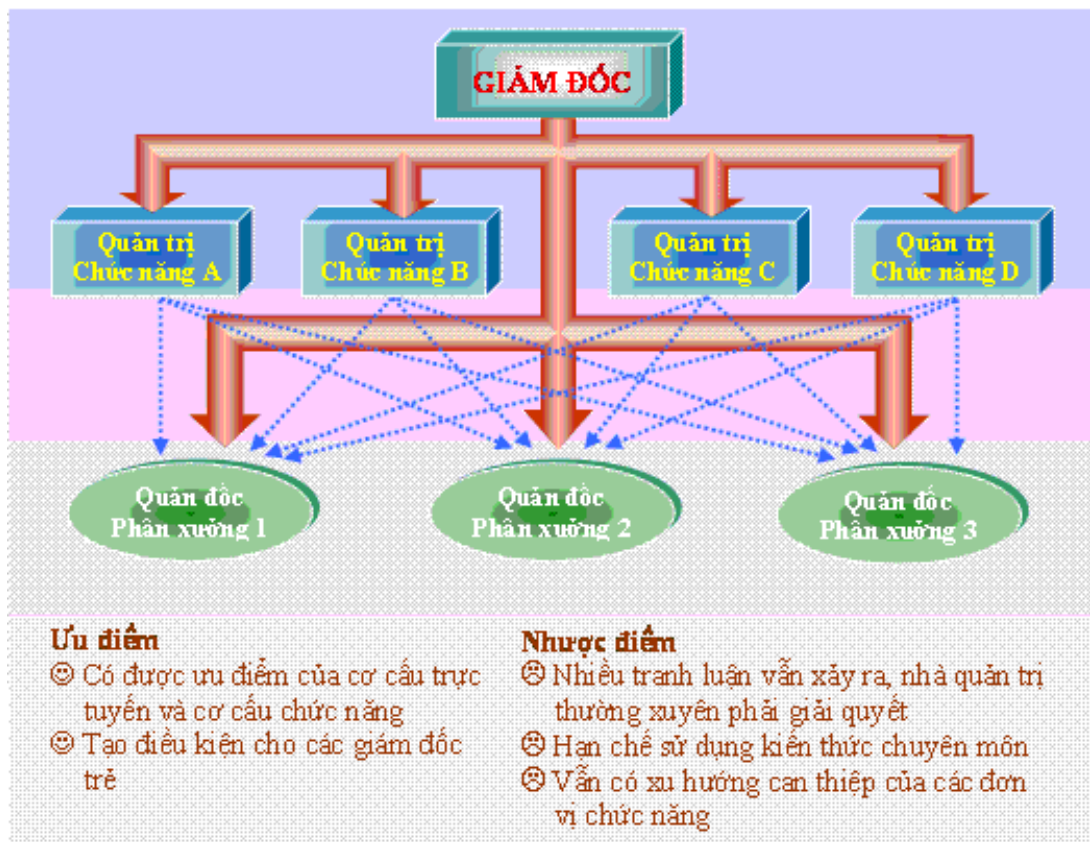 GIÁM ĐỐC
Quản trị
Chức năng A
Quản trị
Chức năng B
Quản trị
Chức năng C
Quản trị
Chức năng D
Quản đốc
Phân xưởng 1
Quản đốc
Phân xưởng 2
Quản đốc
Phân xưởng 3
Ưu điểm
Có được ưu điểm của cơ cấu trực
tuyến và cơ cấu chức năng
Tạo điều kiện cho các giám đốc
trẻ
Nhược điểm
Nhiều tranh luận vẫn xảy ra, nhà quản trị
thường xuyên phải giải quyết
Hạn chế sử dụng kiến thức chuyên môn
Vẫn có xu hướng can thiệp của các đơn
vị chức năng